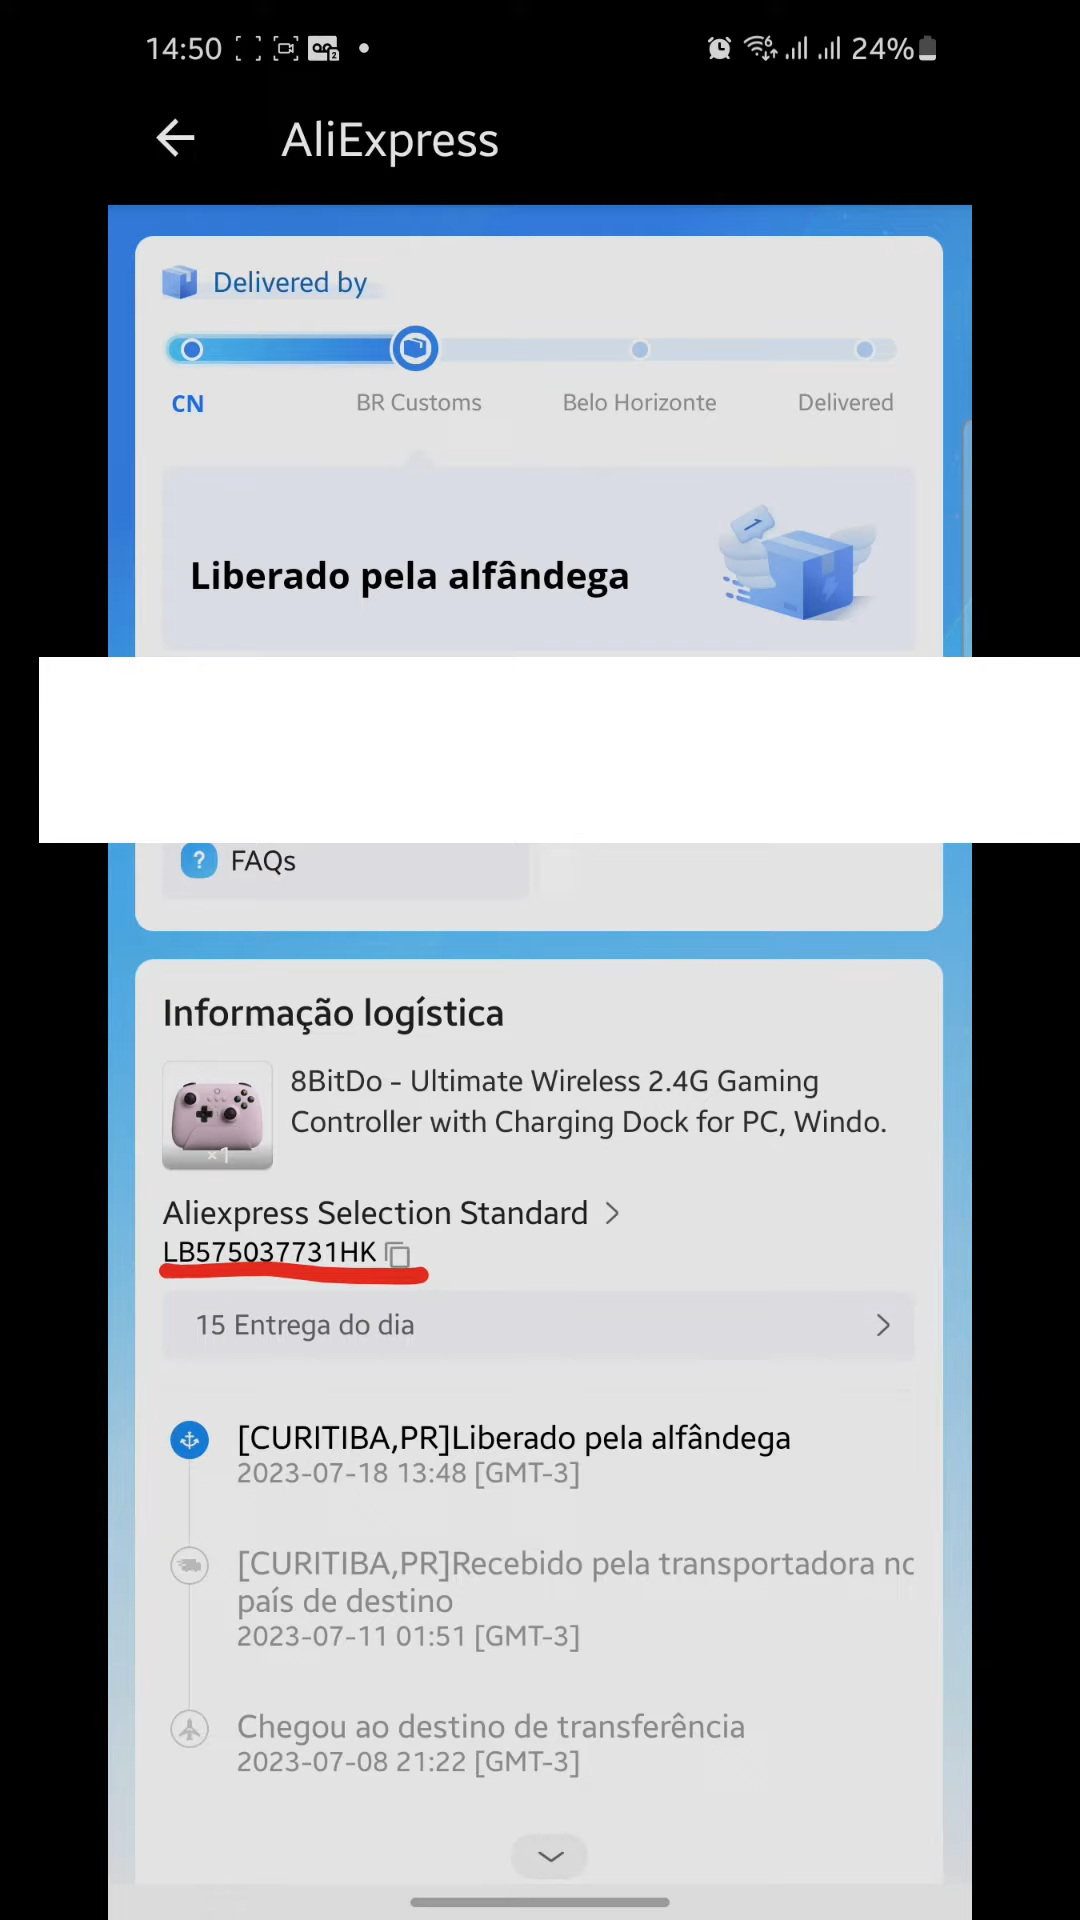 14:50
24%
AliExpress
Delivered by
CN
BR Customs
Belo Horizonte
Delivered
Liberado pela alfândega
? FAQs
Informação logística
8BitDo - Ultimate Wireless 2.4G Gaming
Controller with Charging Dock for PC, Windo.
×1
Aliexpress Selection Standard
LB575037731HK
15 Entrega do dia
[CURITIBA,PR]Liberado pela alfândega
2023-07-18 13:48 [GMT-3]
[CURITIBA,PR]Recebido pela transportadora no
país de destino
2023-07-11 01:51 [GMT-3]
Chegou ao destino de transferência
2023-07-08 21:22 [GMT-3]